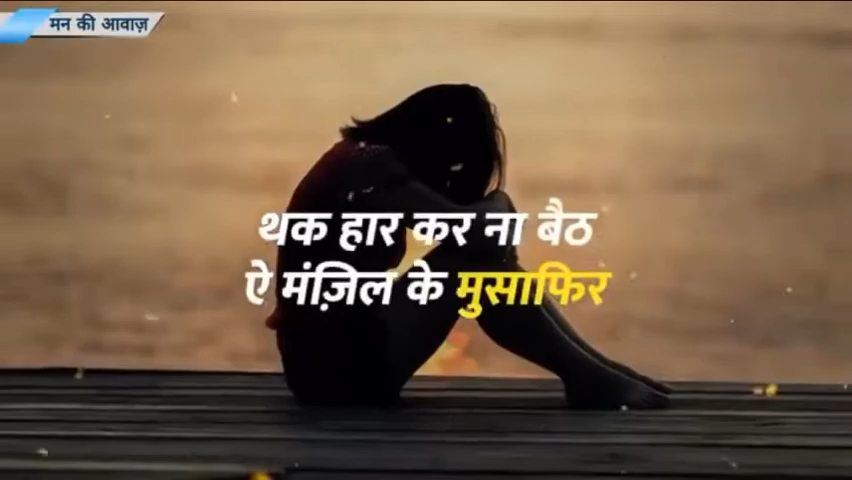 मन की आवाज़
थक हार कर ना बैठ
ऐ मंज़िल के मुसाफिर